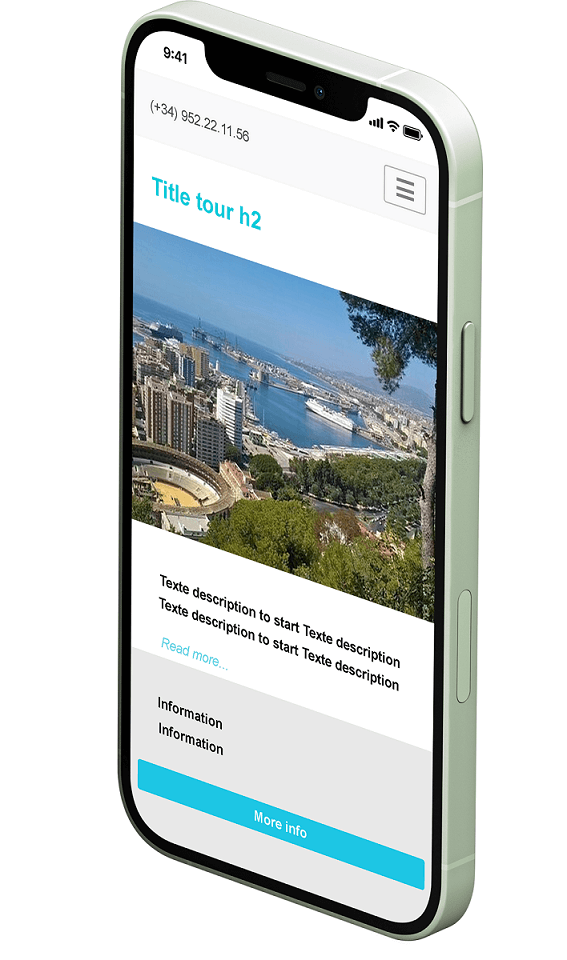 9:41
(+34) 952.22.11.56
Title tour h2
Texte description to start Texte description
Texte description to start Texte description
Read more...
Information
Information
More info